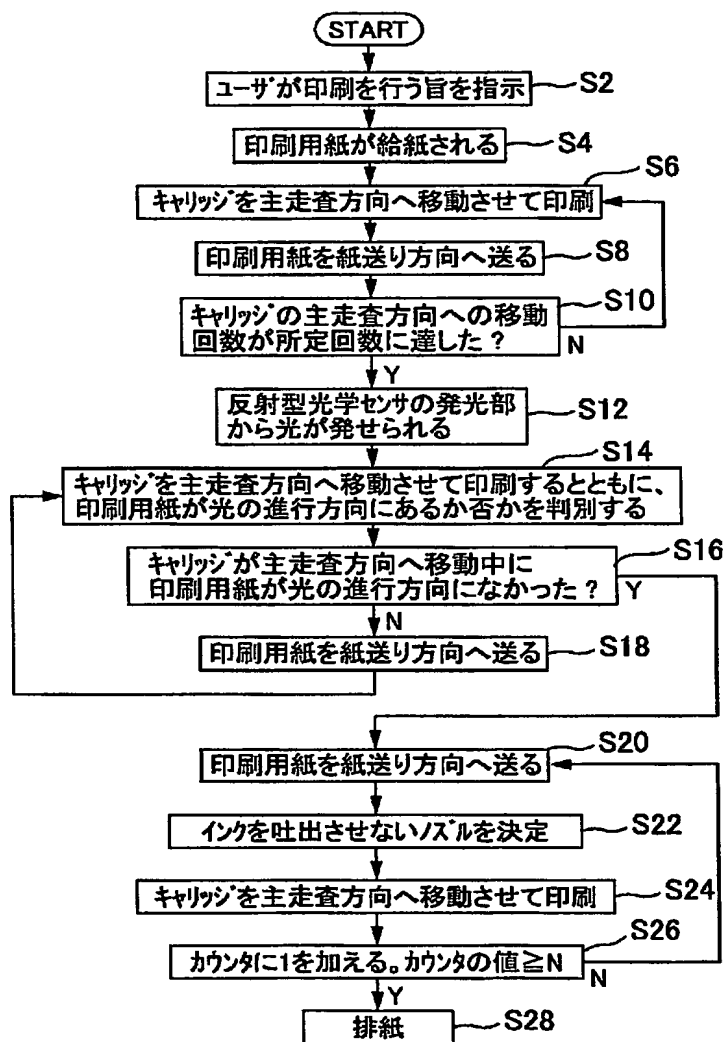 START
ユーザが印刷を行う旨を指示
S2
印刷用紙が給紙される
S4
S6
キャリッジを主走査方向へ移動させて印刷
印刷用紙を紙送り方向へ送る
S8
S10
キャリッジの主走査方向への移動
回数が所定回数に達した?
N
Y
反射型光学センサの発光部
から光が発せられる
S12
S14
キャリッジを主走査方向へ移動させて印刷するとともに、
印刷用紙が光の進行方向にあるか否かを判別する
キャリッジが主走査方向へ移動中に
印刷用紙が光の進行方向になかった?
S16
Y
N
印刷用紙を紙送り方向へ送る
S18
S20
印刷用紙を紙送り方向へ送る
インクを吐出させないノズルを決定
S22
キャリッジを主走査方向へ移動させて印刷
S24
S26
カウンタに1を加える。カウンタの値≧N
N
Y
排紙
S28